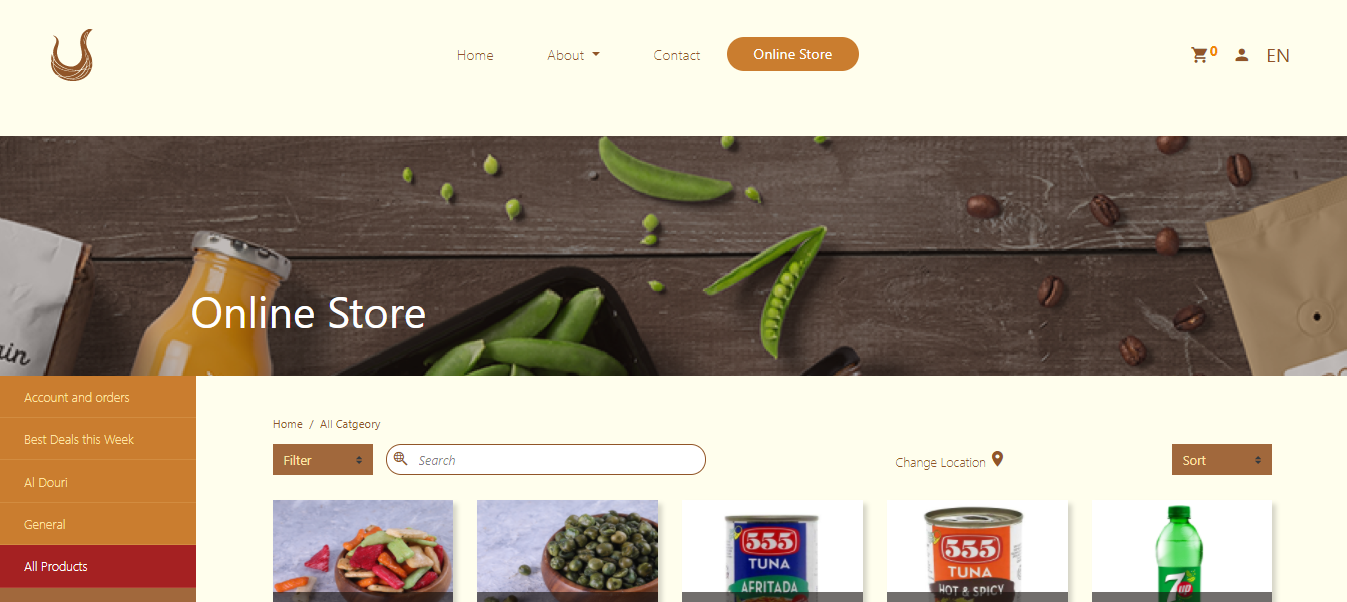 Home About Contact Online Store 0 EN
ain
Online Store
Account and orders
Best Deals this Week
Al Douri
General
All Products
Home / All Catgeory
Filter Search Change Location Sort
555
TUNA
AFRITADA
555
TUNA
HOT & SPICY
7up